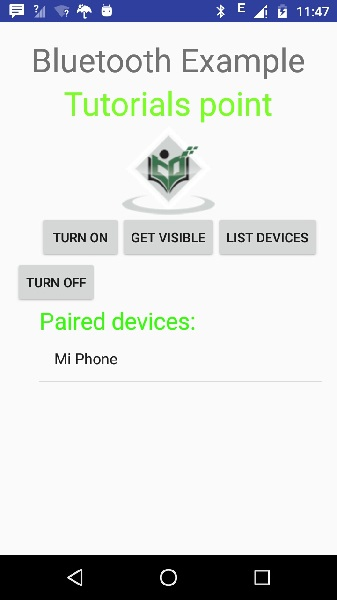 ? ? E 11:47
Bluetooth Example
Tutorials point
TURN ON GET VISIBLE LIST DEVICES
TURN OFF
Paired devices:
Mi Phone